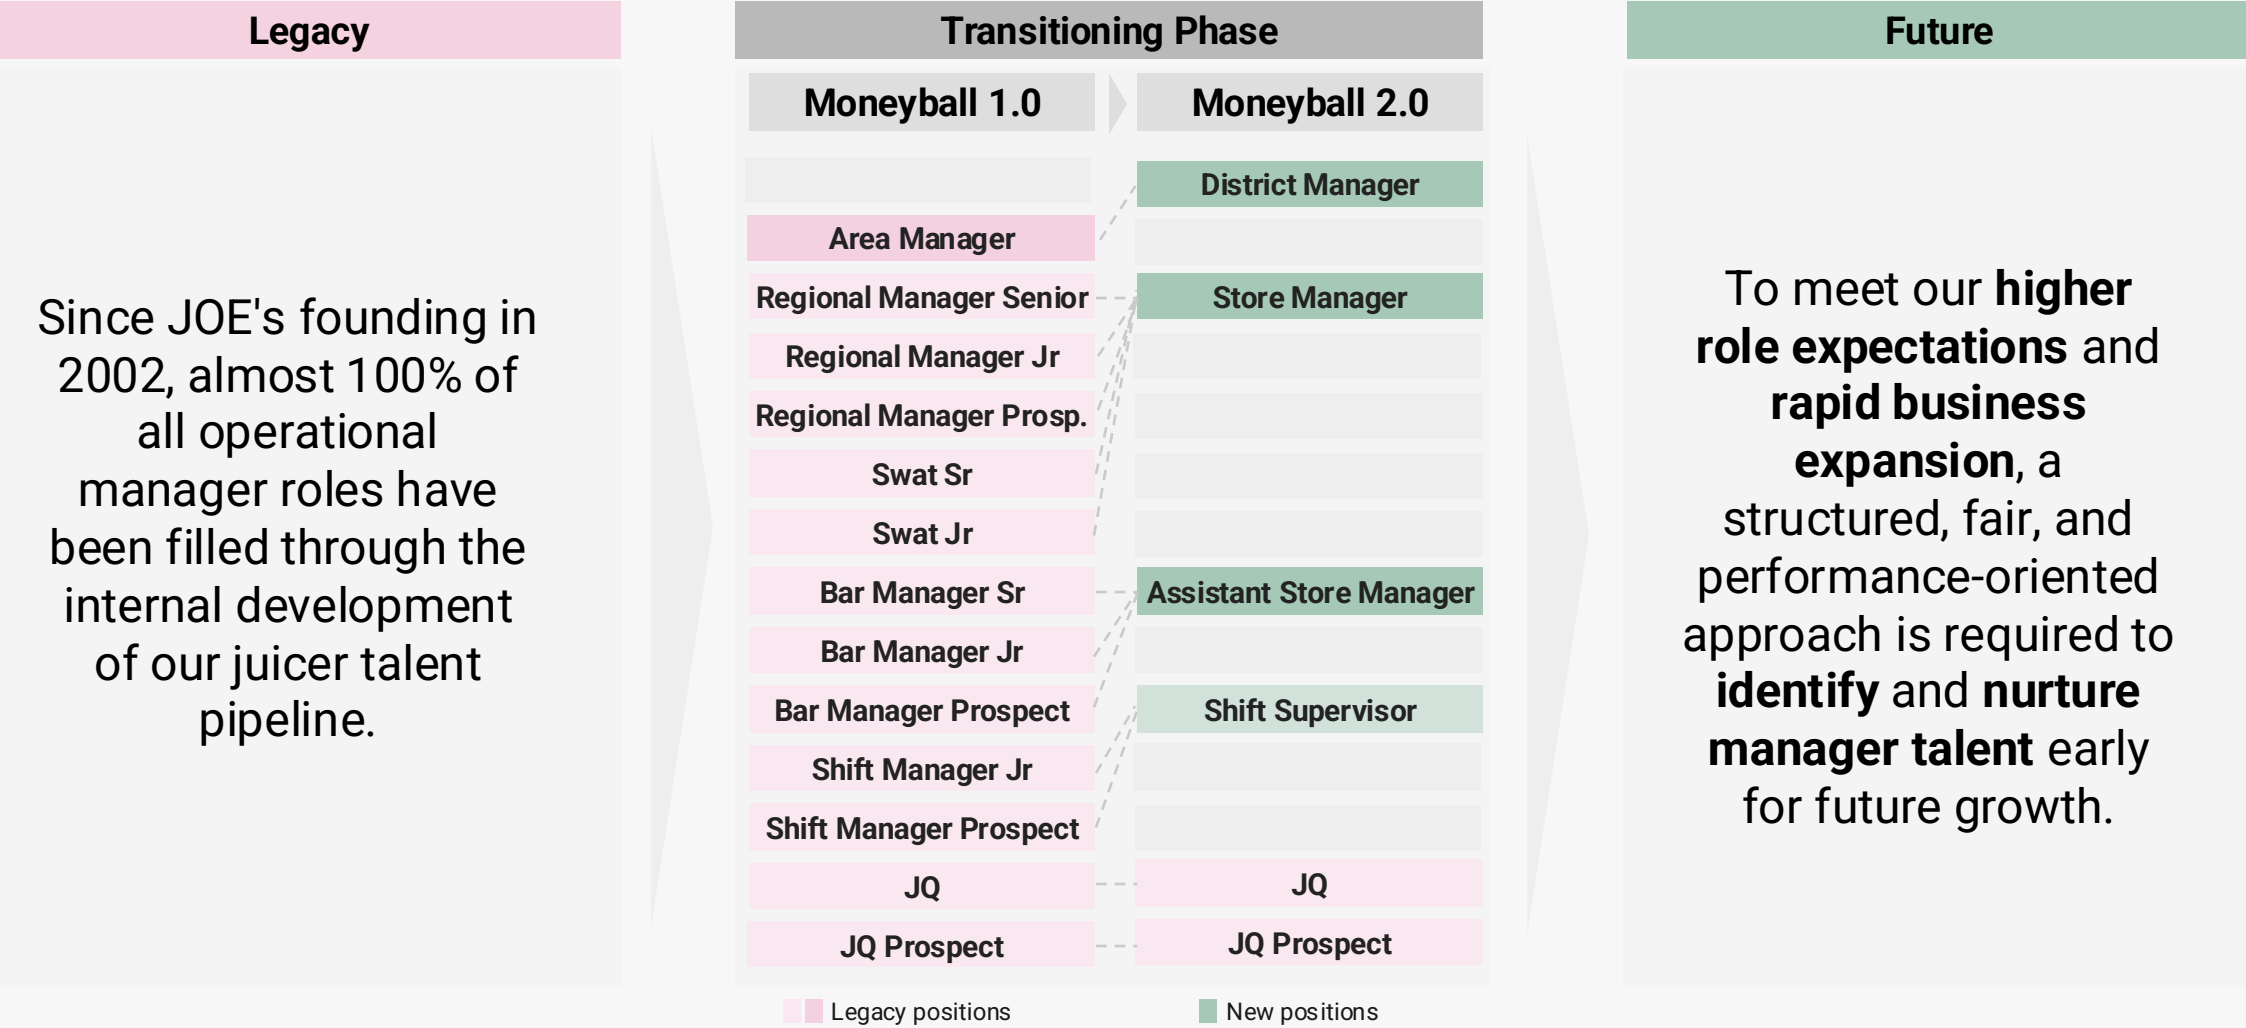 Legacy
Since JOE's founding in
2002, almost 100% of
all operational
manager roles have
been filled through the
internal development
of our juicer talent
pipeline.
Transitioning Phase
Moneyball 1.0
Moneyball 2.0
District Manager
Area Manager
Regional Manager Senior
Store Manager
Regional Manager Jr
Regional Manager Prosp.
Swat Sr
Swat Jr
Bar Manager Sr
Assistant Store Manager
Bar Manager Jr
Bar Manager Prospect
Shift Supervisor
Shift Manager Jr
Shift Manager Prospect
JQ
JQ
JQ Prospect
JQ Prospect
Legacy positions
New positions
Future
To meet our higher
role expectations and
rapid business
expansion, a
structured, fair, and
performance-oriented
approach is required to
identify and nurture
manager talent early
for future growth.